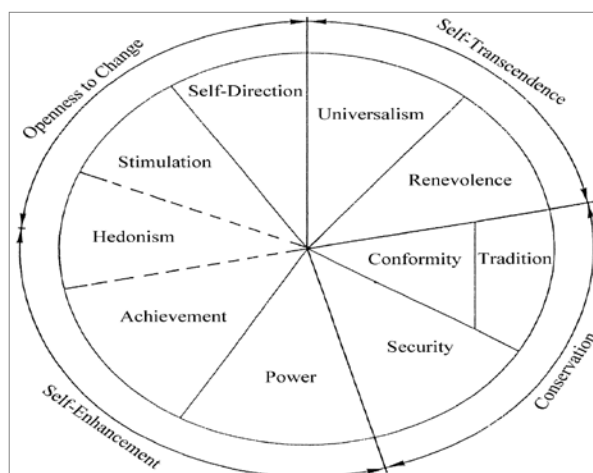 Openness to Change
Self-Transcendence
Self-Direction
Universalism
Stimulation
Renevolence
Hedonism
Conformity
Tradition
Achievement
Security
Power
Self-Enhancement
Conservation